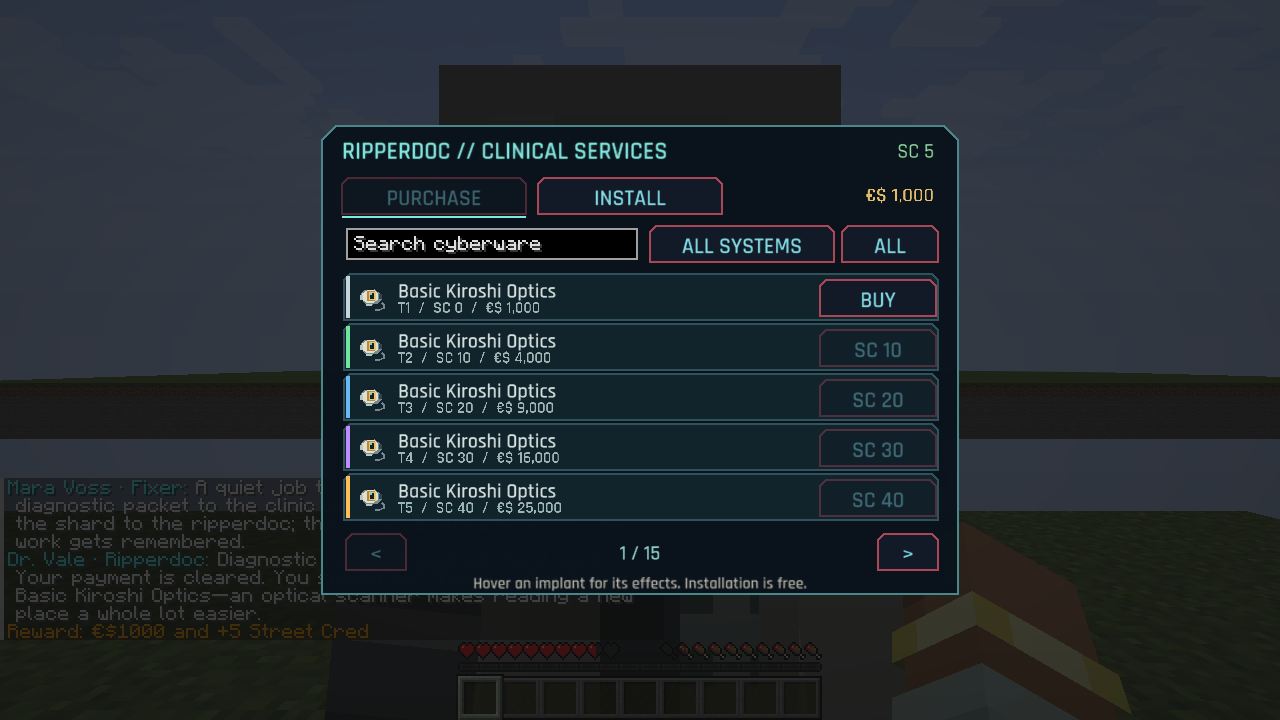 RIPPERDOC // CLINICAL SERVICES
SC 5
PURCHASE
INSTALL
€$ 1,000
Search cyberware
ALL SYSTEMS
ALL
Basic Kiroshi Optics
T1 / SC 0 / €$ 1,000
BUY
Basic Kiroshi Optics
T2 / SC 10 / €$ 4,000
SC 10
Basic Kiroshi Optics
T3 / SC 20 / €$ 9,000
SC 20
Basic Kiroshi Optics
T4 / SC 30 / €$ 16,000
SC 30
Basic Kiroshi Optics
T5 / SC 40 / €$ 25,000
SC 40
<
1 / 15
>
Hover an implant for its effects. Installation is free.
Mara Voss · Fixer: A quiet job
diagnostic packet to the clinic
the shard to the ripperdoc; th
work gets remembered.
Dr. Vale · Ripperdoc: Diagnostic
Your payment is cleared. You
Basic Kiroshi Optics—an optical scanner makes reading a new
place a whole lot easier.
Reward: €$1000 and +5 Street Cred